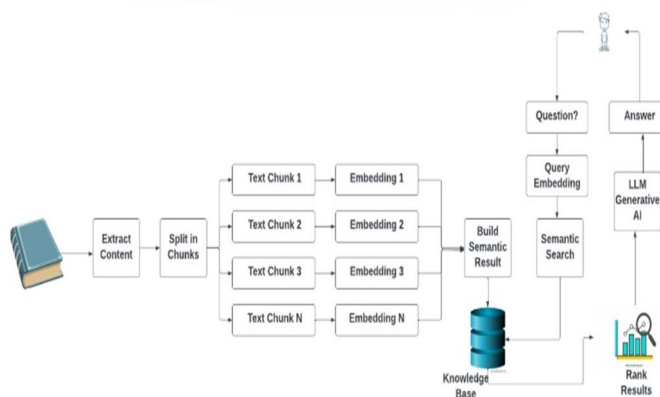 Extract
Content
Split in
Chunks
Text Chunk 1
Text Chunk 2
Text Chunk 3
Text Chunk N
Embedding 1
Embedding 2
Embedding 3
Embedding N
Build
Semantic
Result
Knowledge
Base
Question?
Query
Embedding
Semantic
Search
Answer
LLM
Generative
AI
Rank
Results